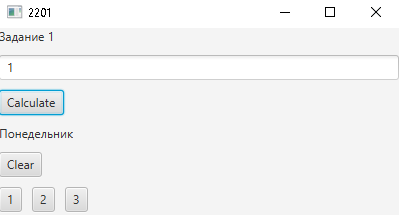 2201
Задание 1
1
Calculate
Понедельник
Clear
1 2 3